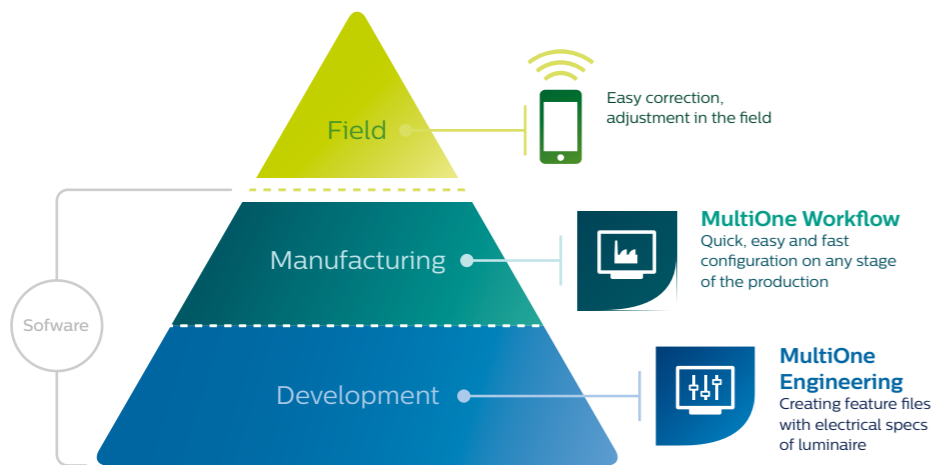 Field
Easy correction,
adjustment in the field
Manufacturing
MultiOne Workflow
Quick, easy and fast
configuration on any stage
of the production
Sofware
Development
MultiOne
Engineering
Creating feature files
with electrical specs
of luminaire